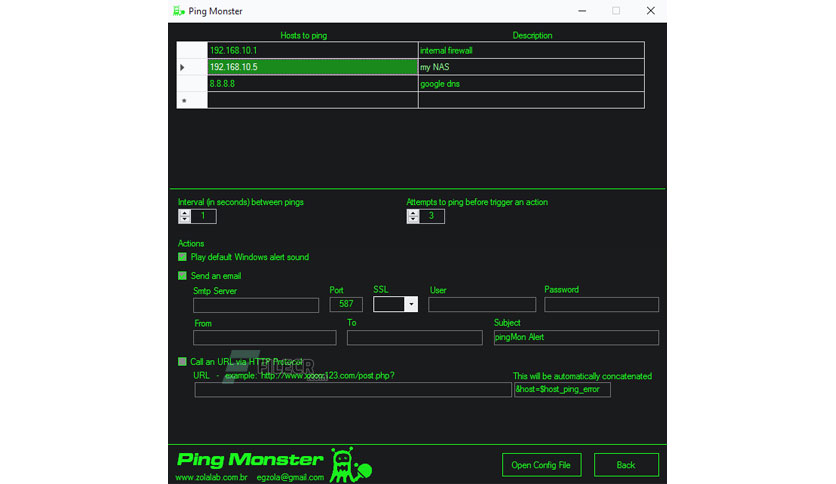 Ping Monster
Hosts to ping Description
192.168.10.1 internal firewall
192.168.10.5 my NAS
8.8.8.8 google dns
Interval (in seconds) between pings Attempts to ping before trigger an action
1 3
Actions
Play default Windows alert sound
Send an email
Smtp Server Port SSL User Password
587
From To Subject
pingMon Alert
Call an URL via HTTP Protocol
FILECR
URL - example: http://www.xxxxr123.com/post.php? This will be automatically concatenated
&host=$host_ping_error
Ping Monster
Open Config File Back
www.zolalab.com.br egzola@gmail.com